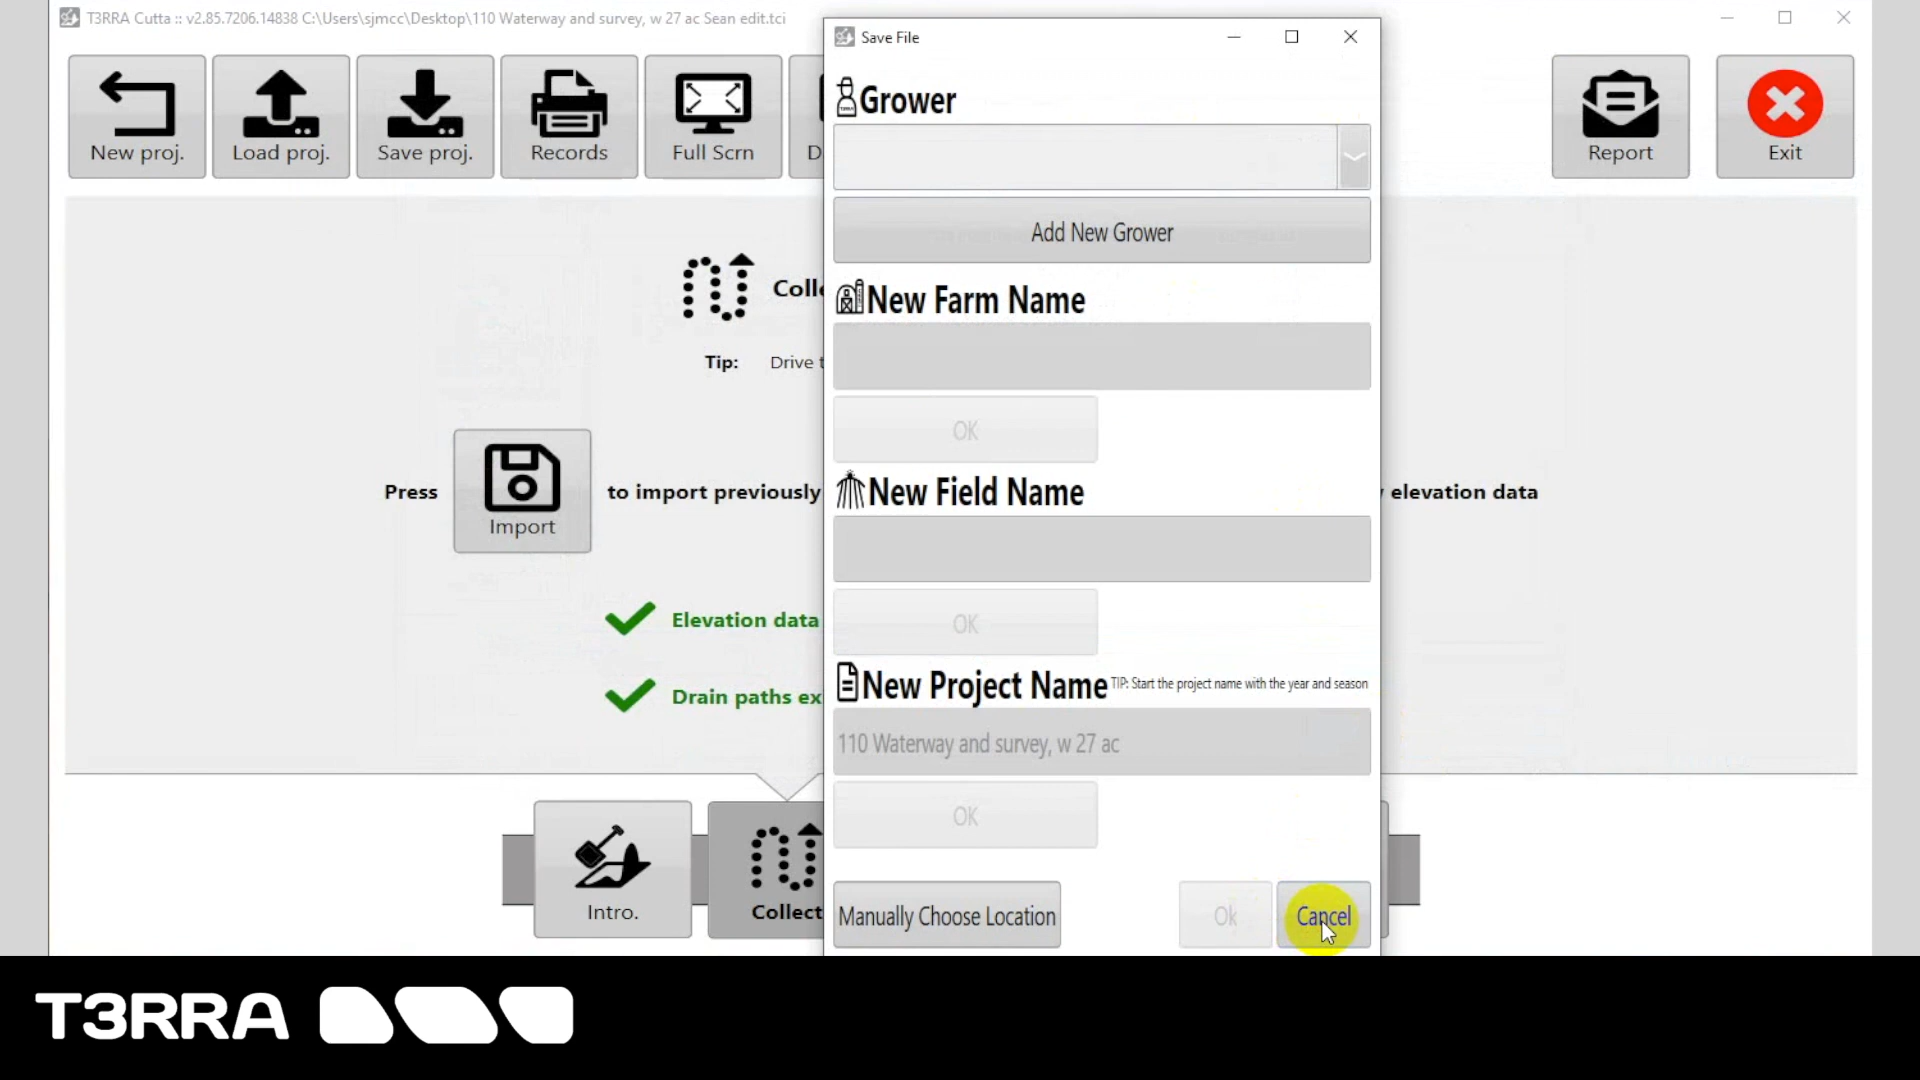 T3RRA Cutta :: v2.85.7206.14838 C:\Users\sjmcc\Desktop\110 Waterway and survey, w 27 ac Sean edit.tci
New proj.
Load proj.
Save proj.
Records
Full Scrn
D
Report
Exit
Save File
Grower
Add New Grower
New Farm Name
OK
New Field Name
OK
New Project Name TIP: Start the project name with the year and season
110 Waterway and survey, w 27 ac
OK
Manually Choose Location
Ok
Cancel
Colle
Tip: Drive t
Press
Import
to import previously
elevation data
Elevation data
Drain paths ex
Intro.
Collect
T3RRA